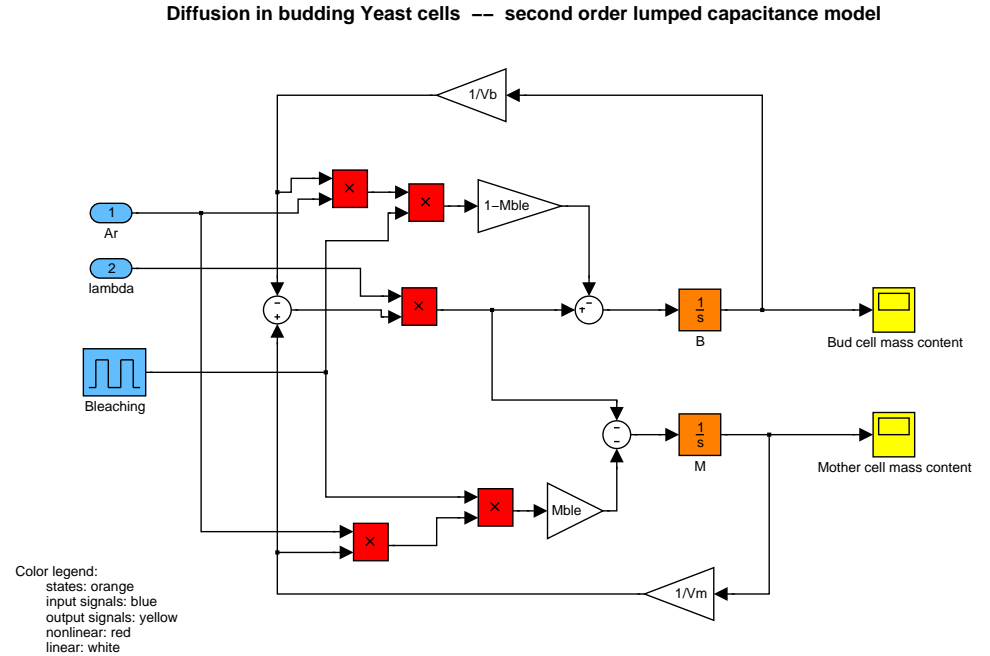 Diffusion in budding Yeast cells −− second order lumped capacitance model
1/Vb
×
×
1−Mble
1
Ar
2
lambda
×
−
+
−
+
1
s
B
Bud cell mass content
Bleaching
−
−
1
s
M
Mother cell mass content
×
Mble
×
1/Vm
Color legend:
states: orange
input signals: blue
output signals: yellow
nonlinear: red
linear: white